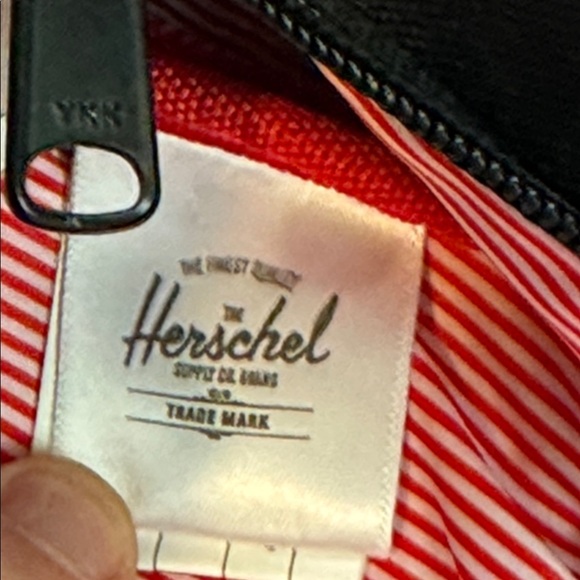 YKK
THE FINEST QUALITY
THE
Herschel
SUPPLY CO. BRAND
TRADE MARK